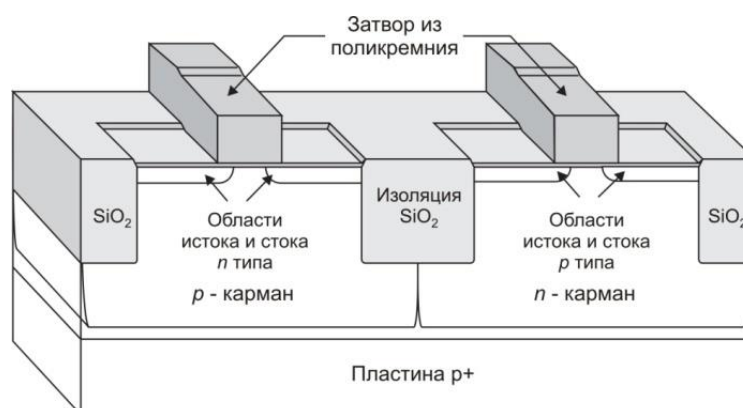 Затвор из
поликремния
SiO2
Области
истока и стока
n типа
Изоляция
SiO2
Области
истока и стока
p типа
SiO2
p - карман
n - карман
Пластина p+